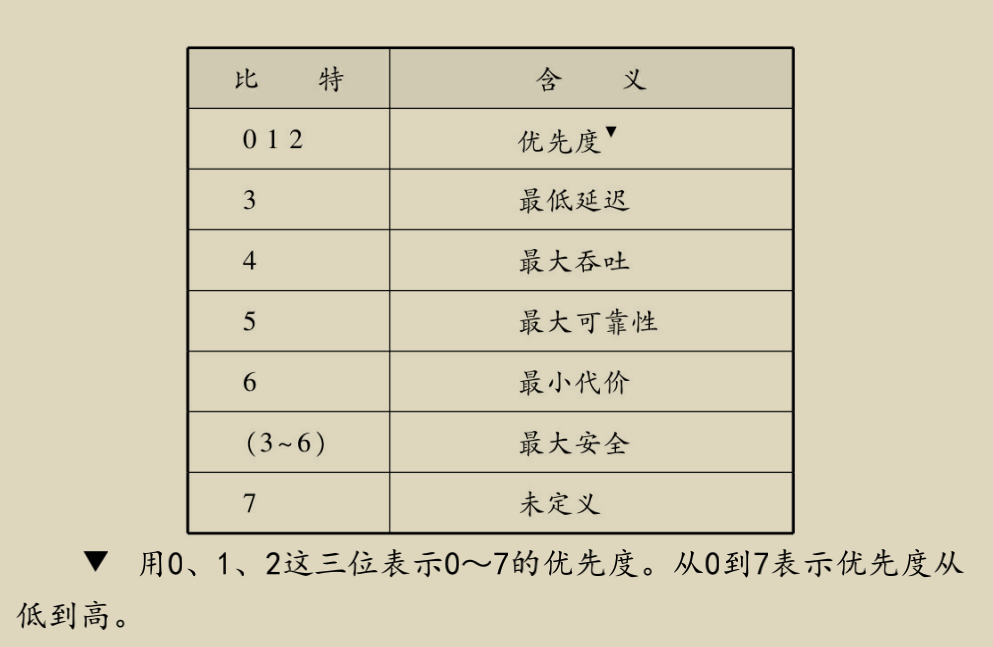 比 特 含 义
0 1 2 优先度▼
3 最低延迟
4 最大吞吐
5 最大可靠性
6 最小代价
(3~6) 最大安全
7 未定义
▼ 用0、1、2这三位表示0～7的优先度。从0到7表示优先度从
低到高。